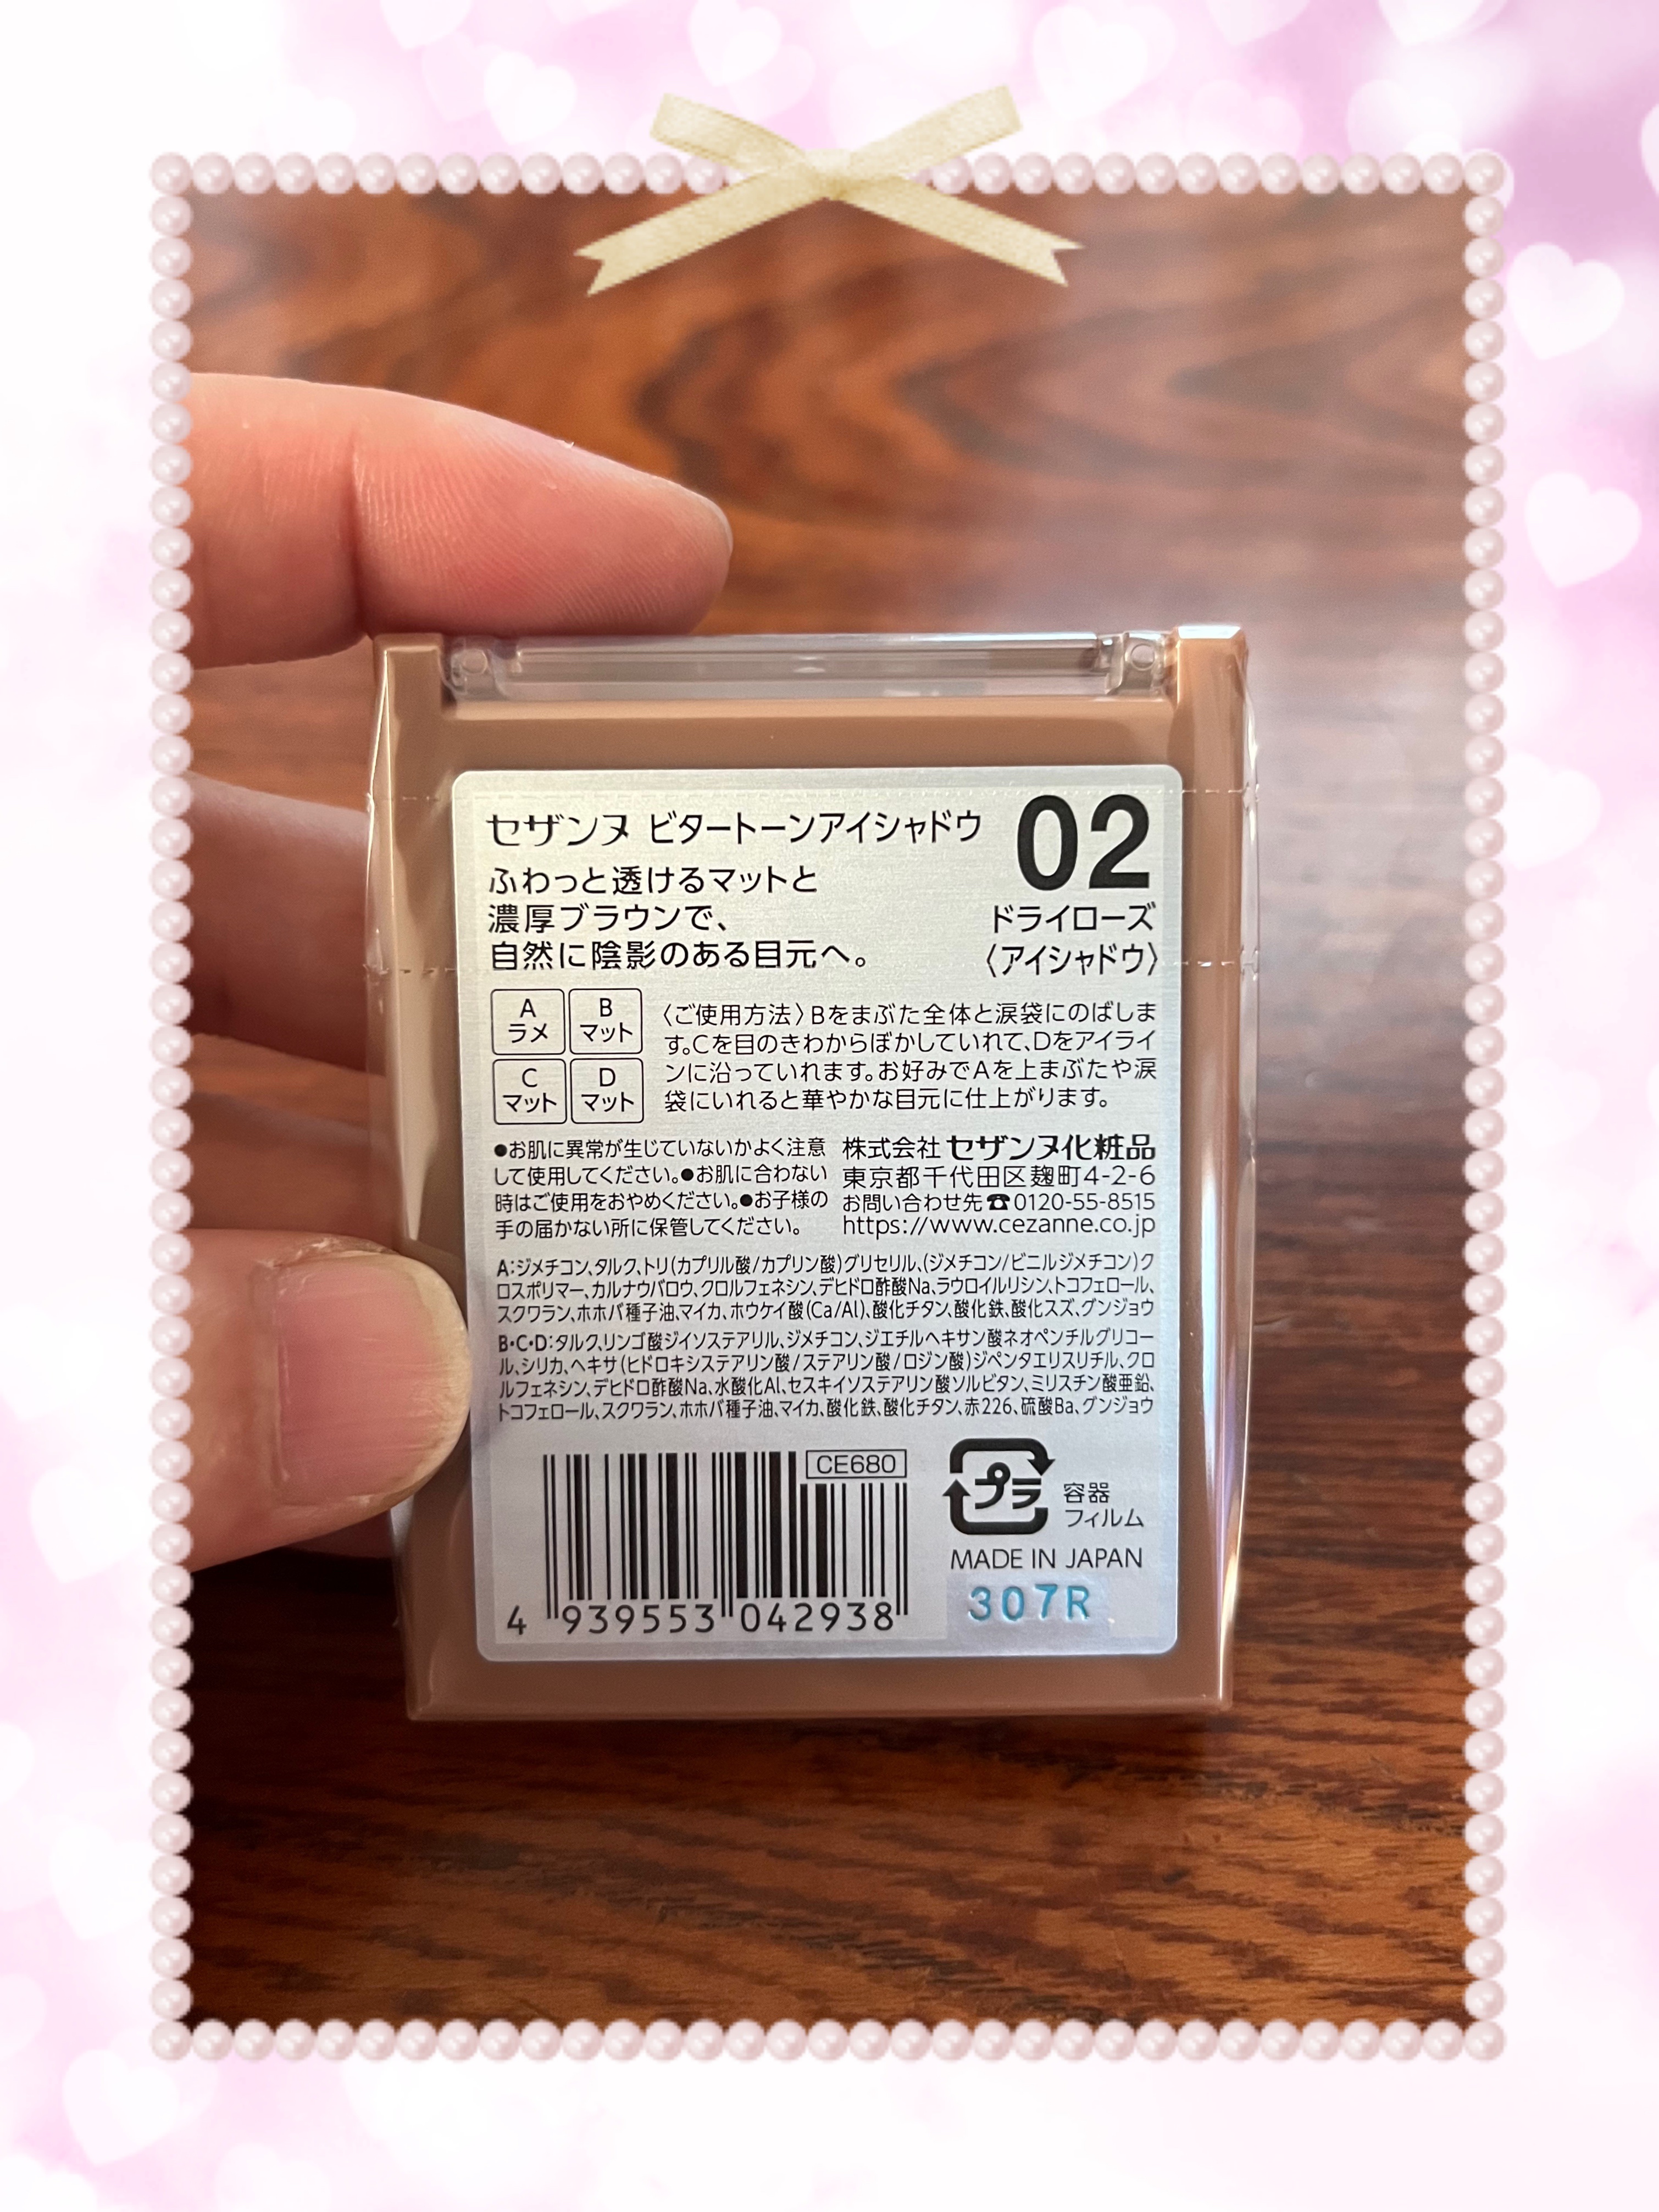 セザンヌ ビタートーンアイシャドウ
02
ふわっと透けるマットと
濃厚ブラウンで、
自然に陰影のある目元へ。
ドライローズ
〈アイシャドウ〉
A
ラメ
B
マット
C
マット
D
マット
〈ご使用方法〉Bをまぶた全体と涙袋にのばしま
す。Cを目のきわからぼかしていれて、Dをアイライ
ンに沿っていれます。お好みでAを上まぶたや涙
袋にいれると華やかな目元に仕上がります。
●お肌に異常が生じていないかよく注意
して使用してください。●お肌に合わない
時はご使用をおやめください。●お子様の
手の届かない所に保管してください。
株式会社 セザンヌ化粧品
東京都千代田区麹町4-2-6
お問い合わせ先☎0120-55-8515
https://www.cezanne.co.jp
A:ジメチコン、タルク、トリ(カプリル酸/カプリン酸)グリセリル、(ジメチコン/ビニルジメチコン)ク
ロスポリマー、カルナウバロウ、クロルフェネシン、デヒドロ酢酸Na、ラウロイルリシン、トコフェロール、
スクワラン、ホホバ種子油、マイカ、ホウケイ酸(Ca/Al)、酸化チタン、酸化鉄、酸化スズ、グンジョウ
B・C・D:タルク、リンゴ酸ジイソステアリル、ジメチコン、ジエチルヘキサン酸ネオペンチルグリコー
ル、シリカ、ヘキサ(ヒドロキシステアリン酸/ステアリン酸/ロジン酸)ジペンタエリスリチル、クロ
ルフェネシン、デヒドロ酢酸Na、水酸化Al、セスキイソステアリン酸ソルビタン、ミリスチン酸亜鉛、
トコフェロール、スクワラン、ホホバ種子油、マイカ、酸化鉄、酸化チタン、赤226、硫酸Ba、グンジョウ
CE680
4 939553 042938
プラ
容器
フィルム
MADE IN JAPAN
307R